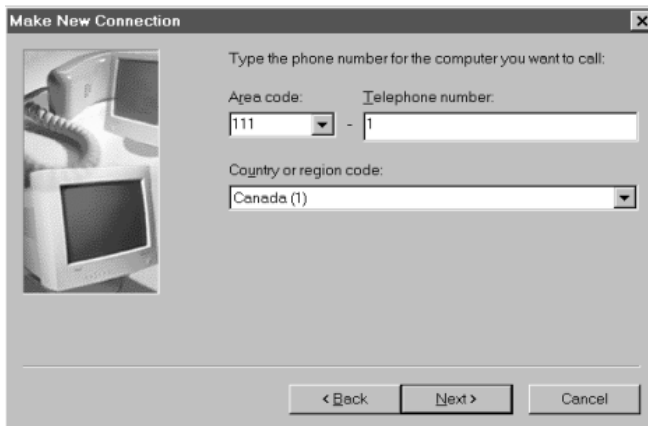 Make New Connection
Type the phone number for the computer you want to call:
Area code: Telephone number:
111 - 1
Country or region code:
Canada (1)
< Back Next > Cancel